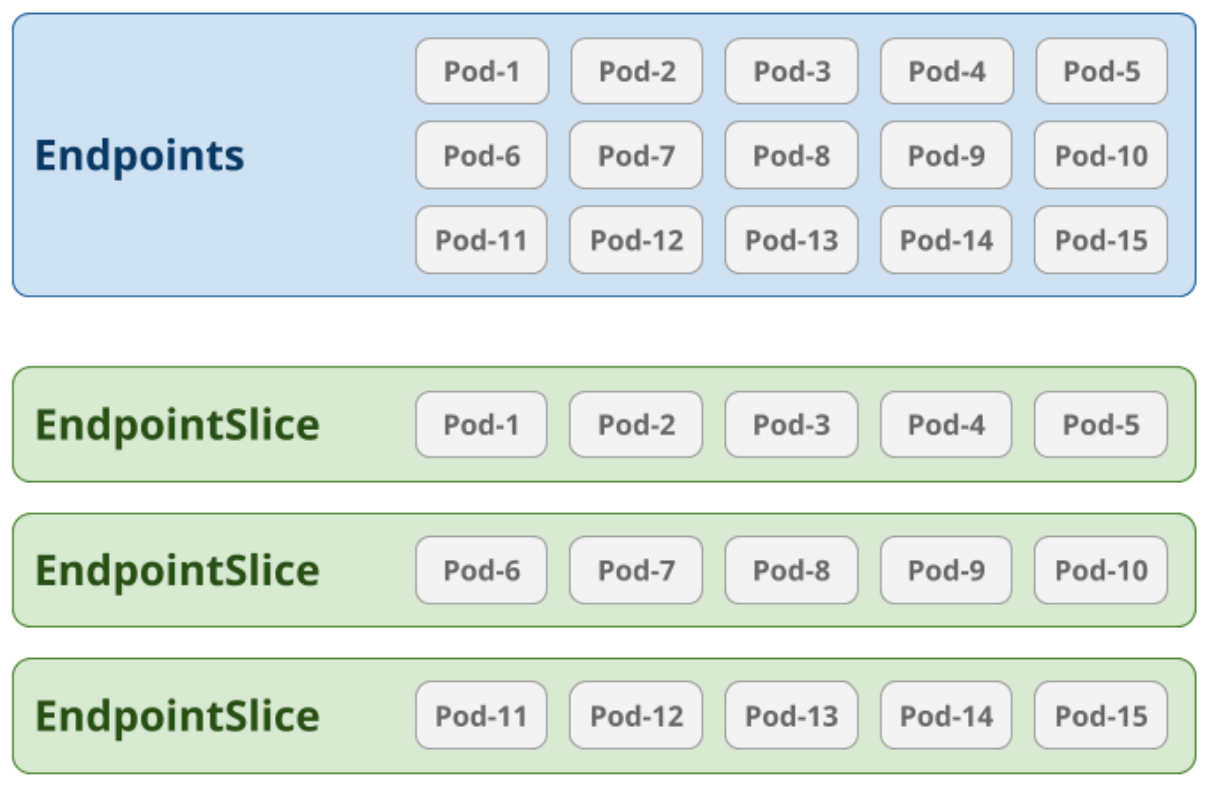 Pod-1 Pod-2 Pod-3 Pod-4 Pod-5
Endpoints Pod-6 Pod-7 Pod-8 Pod-9 Pod-10
Pod-11 Pod-12 Pod-13 Pod-14 Pod-15
EndpointSlice Pod-1 Pod-2 Pod-3 Pod-4 Pod-5
EndpointSlice Pod-6 Pod-7 Pod-8 Pod-9 Pod-10
EndpointSlice Pod-11 Pod-12 Pod-13 Pod-14 Pod-15